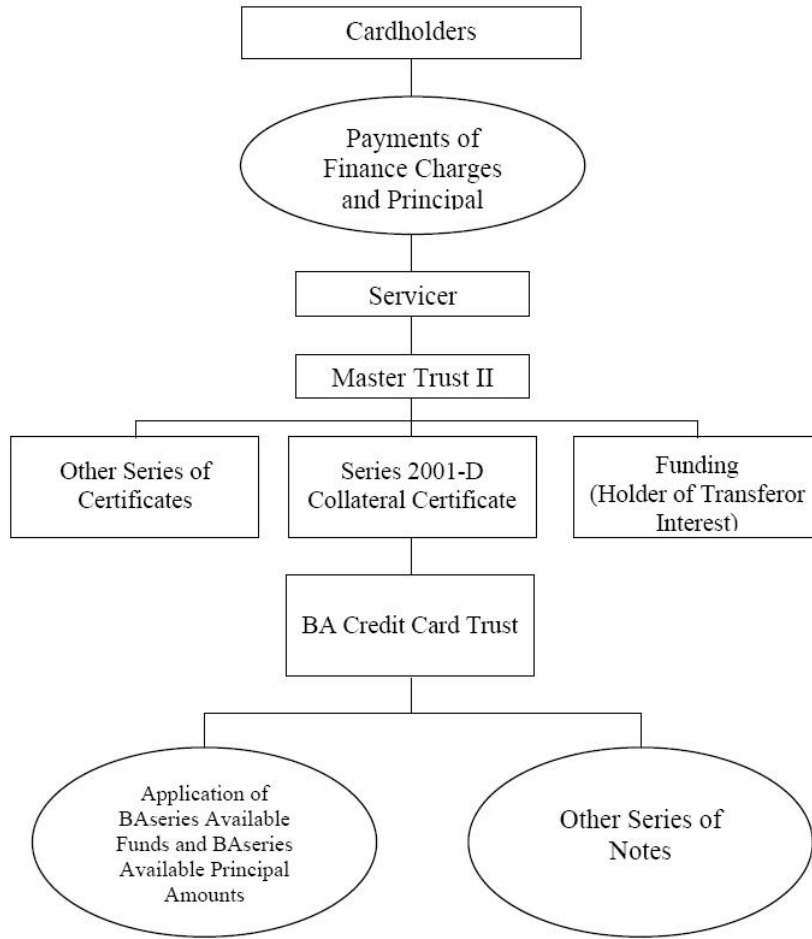 Cardholders
Payments of
Finance Charges
and Principal
Servicer
Master Trust II
Other Series of
Certificates
Series 2001-D
Collateral Certificate
Funding
(Holder of Transferor
Interest)
BA Credit Card Trust
Application of
BAseries Available
Funds and BAseries
Available Principal
Amounts
Other Series of
Notes